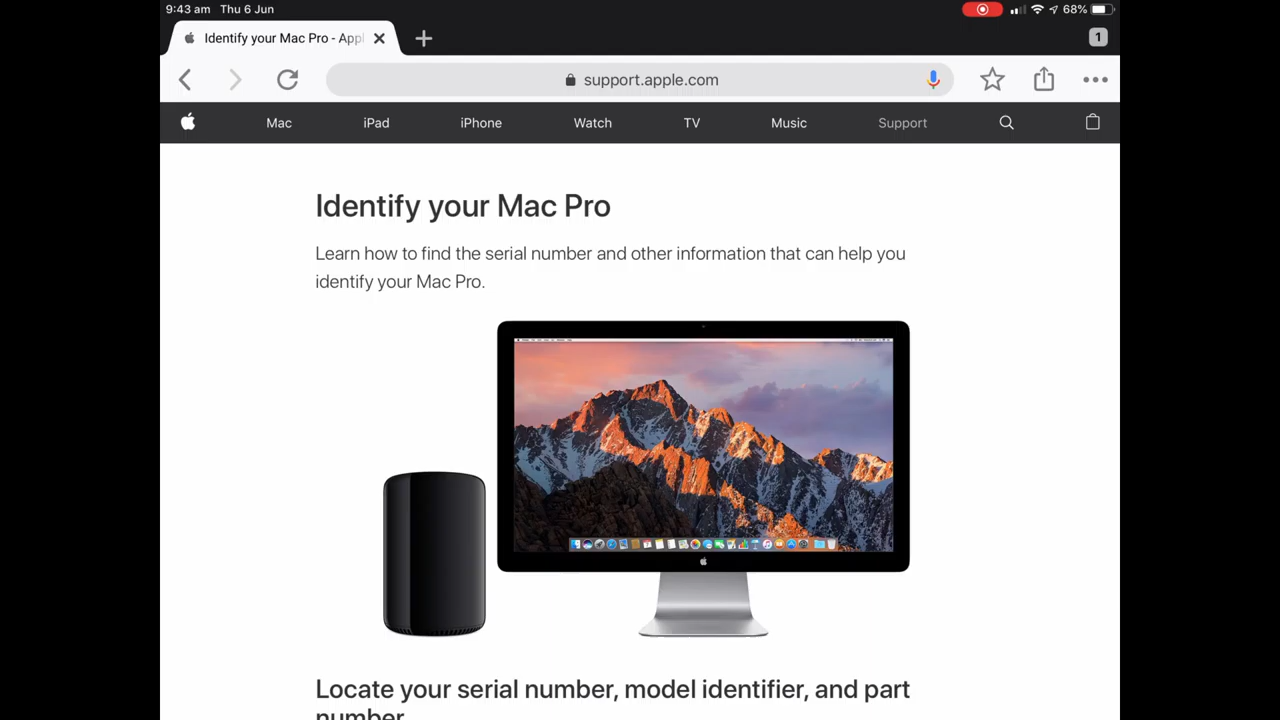 9:43 am Thu 6 Jun 68%
Identify your Mac Pro - Appl
1
support.apple.com
Mac iPad iPhone Watch TV Music Support
Identify your Mac Pro
Learn how to find the serial number and other information that can help you
identify your Mac Pro.
Locate your serial number, model identifier, and part
number